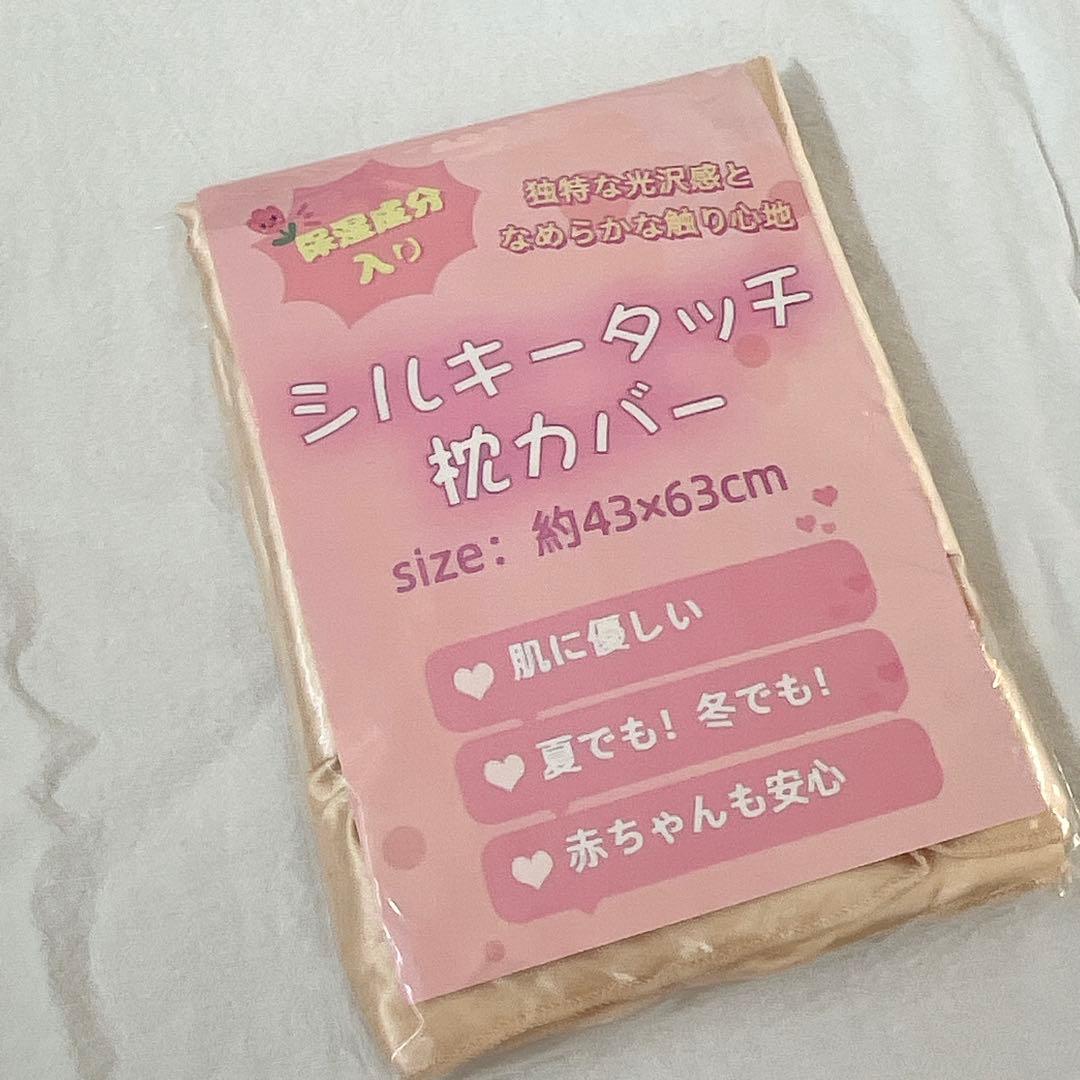 保湿成分
入り
独特な光沢感と
なめらかな触り心地
シルキータッチ
枕カバー
size：約43×63cm
肌に優しい
夏でも！冬でも！
赤ちゃんも安心